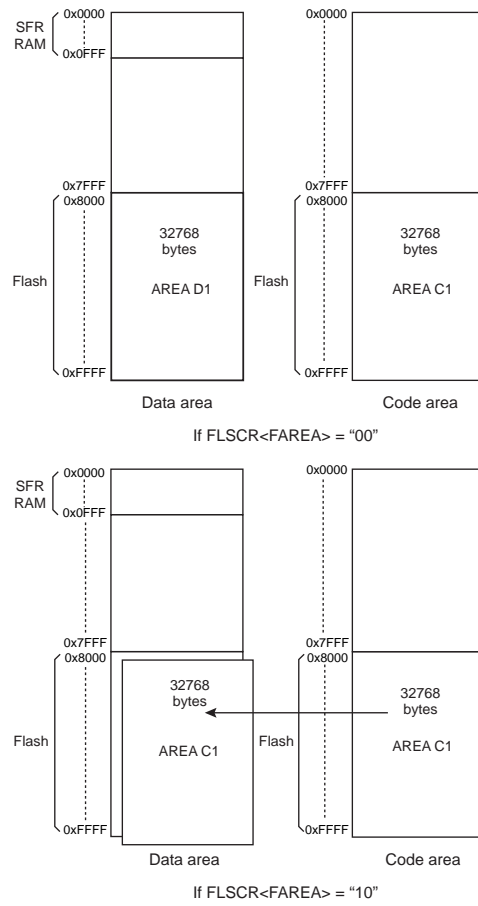 0x0000
SFR
RAM
0x0FFF
0x7FFF
0x8000
32768
bytes
Flash
AREA D1
0xFFFF
Data area
0x0000
0x7FFF
0x8000
32768
bytes
Flash
AREA C1
0xFFFF
Code area
If FLSCR<FAREA> = “00”
0x0000
SFR
RAM
0x0FFF
0x7FFF
0x8000
32768
bytes
Flash
AREA C1
0xFFFF
Data area
0x0000
0x7FFF
0x8000
32768
bytes
Flash
AREA C1
0xFFFF
Code area
If FLSCR<FAREA> = “10”